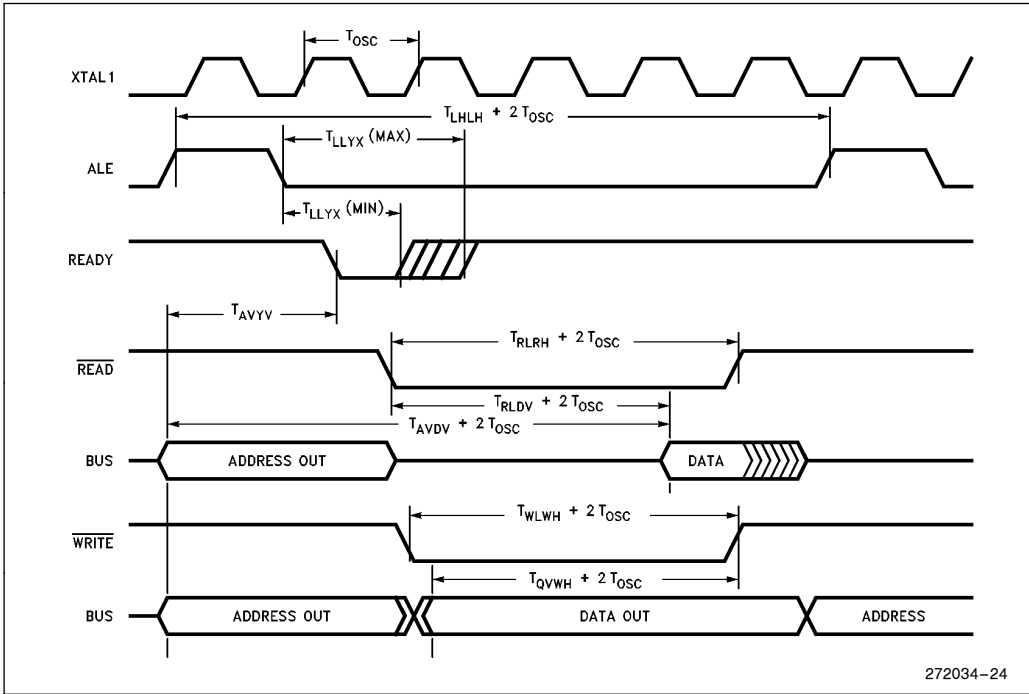 T_OSC
XTAL1
T_LHLH + 2 T_OSC
T_LLYX (MAX)
ALE
T_LLYX (MIN)
READY
T_AVYV
T_RLRH + 2 T_OSC
READ
T_RLDV + 2 T_OSC
T_AVDV + 2 T_OSC
BUS
ADDRESS OUT
DATA
T_WLWH + 2 T_OSC
WRITE
T_QVWH + 2 T_OSC
BUS
ADDRESS OUT
DATA OUT
ADDRESS
272034–24